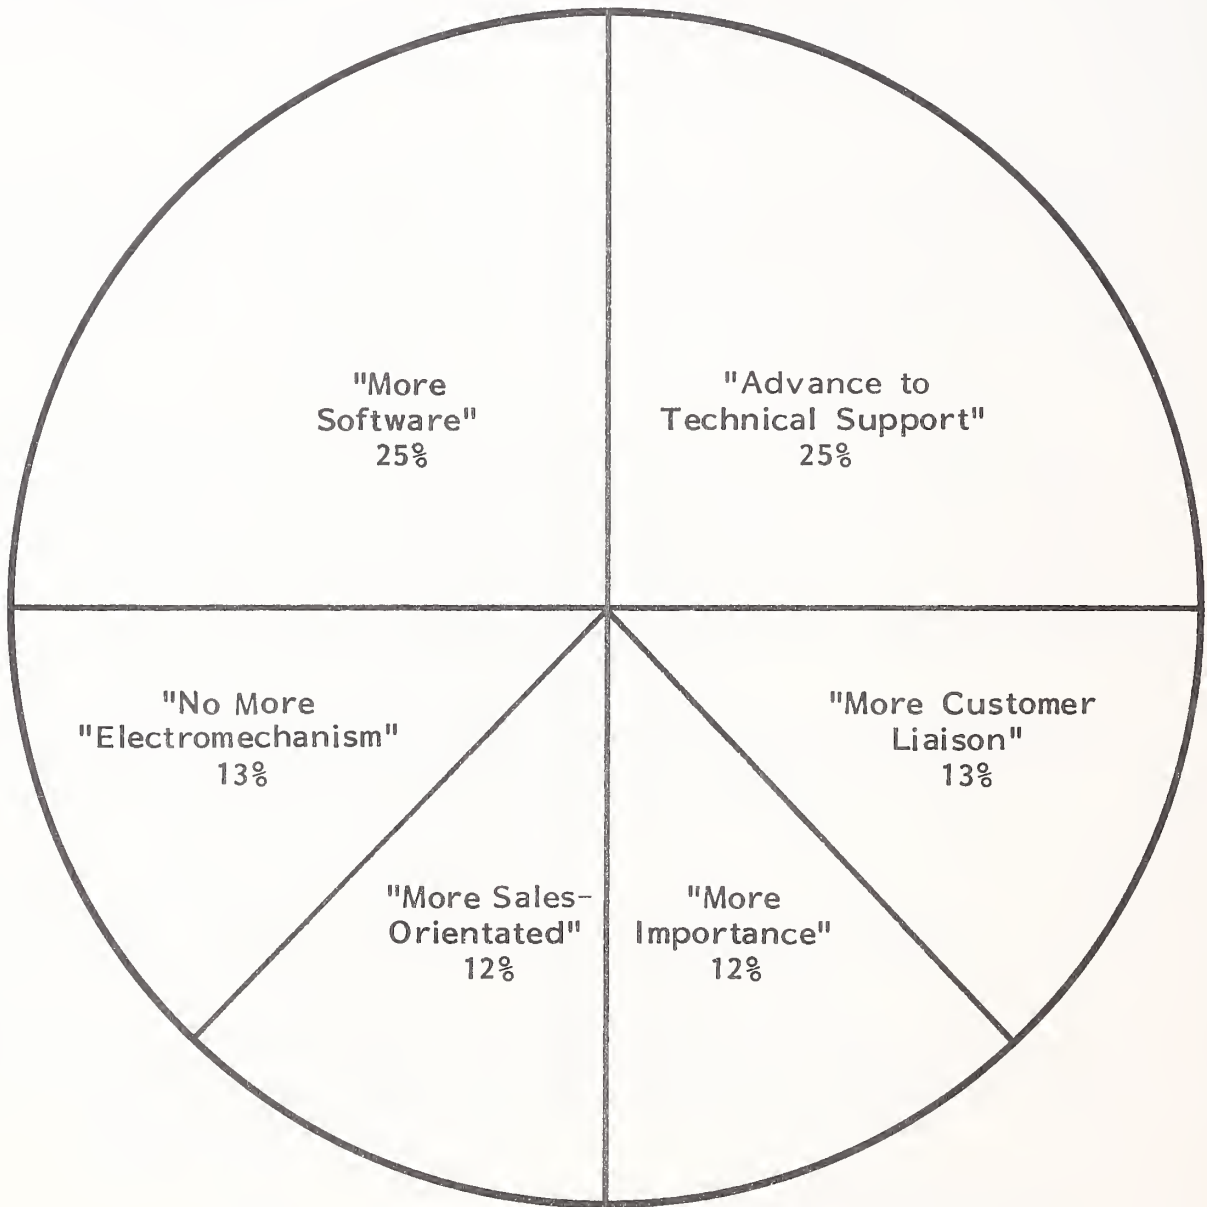 "More
Software"
25%
"Advance to
Technical Support"
25%
"No More
"Electromechanism"
13%
"More Customer
Liaison"
13%
"More Sales-
Orientated"
12%
"More
Importance"
12%